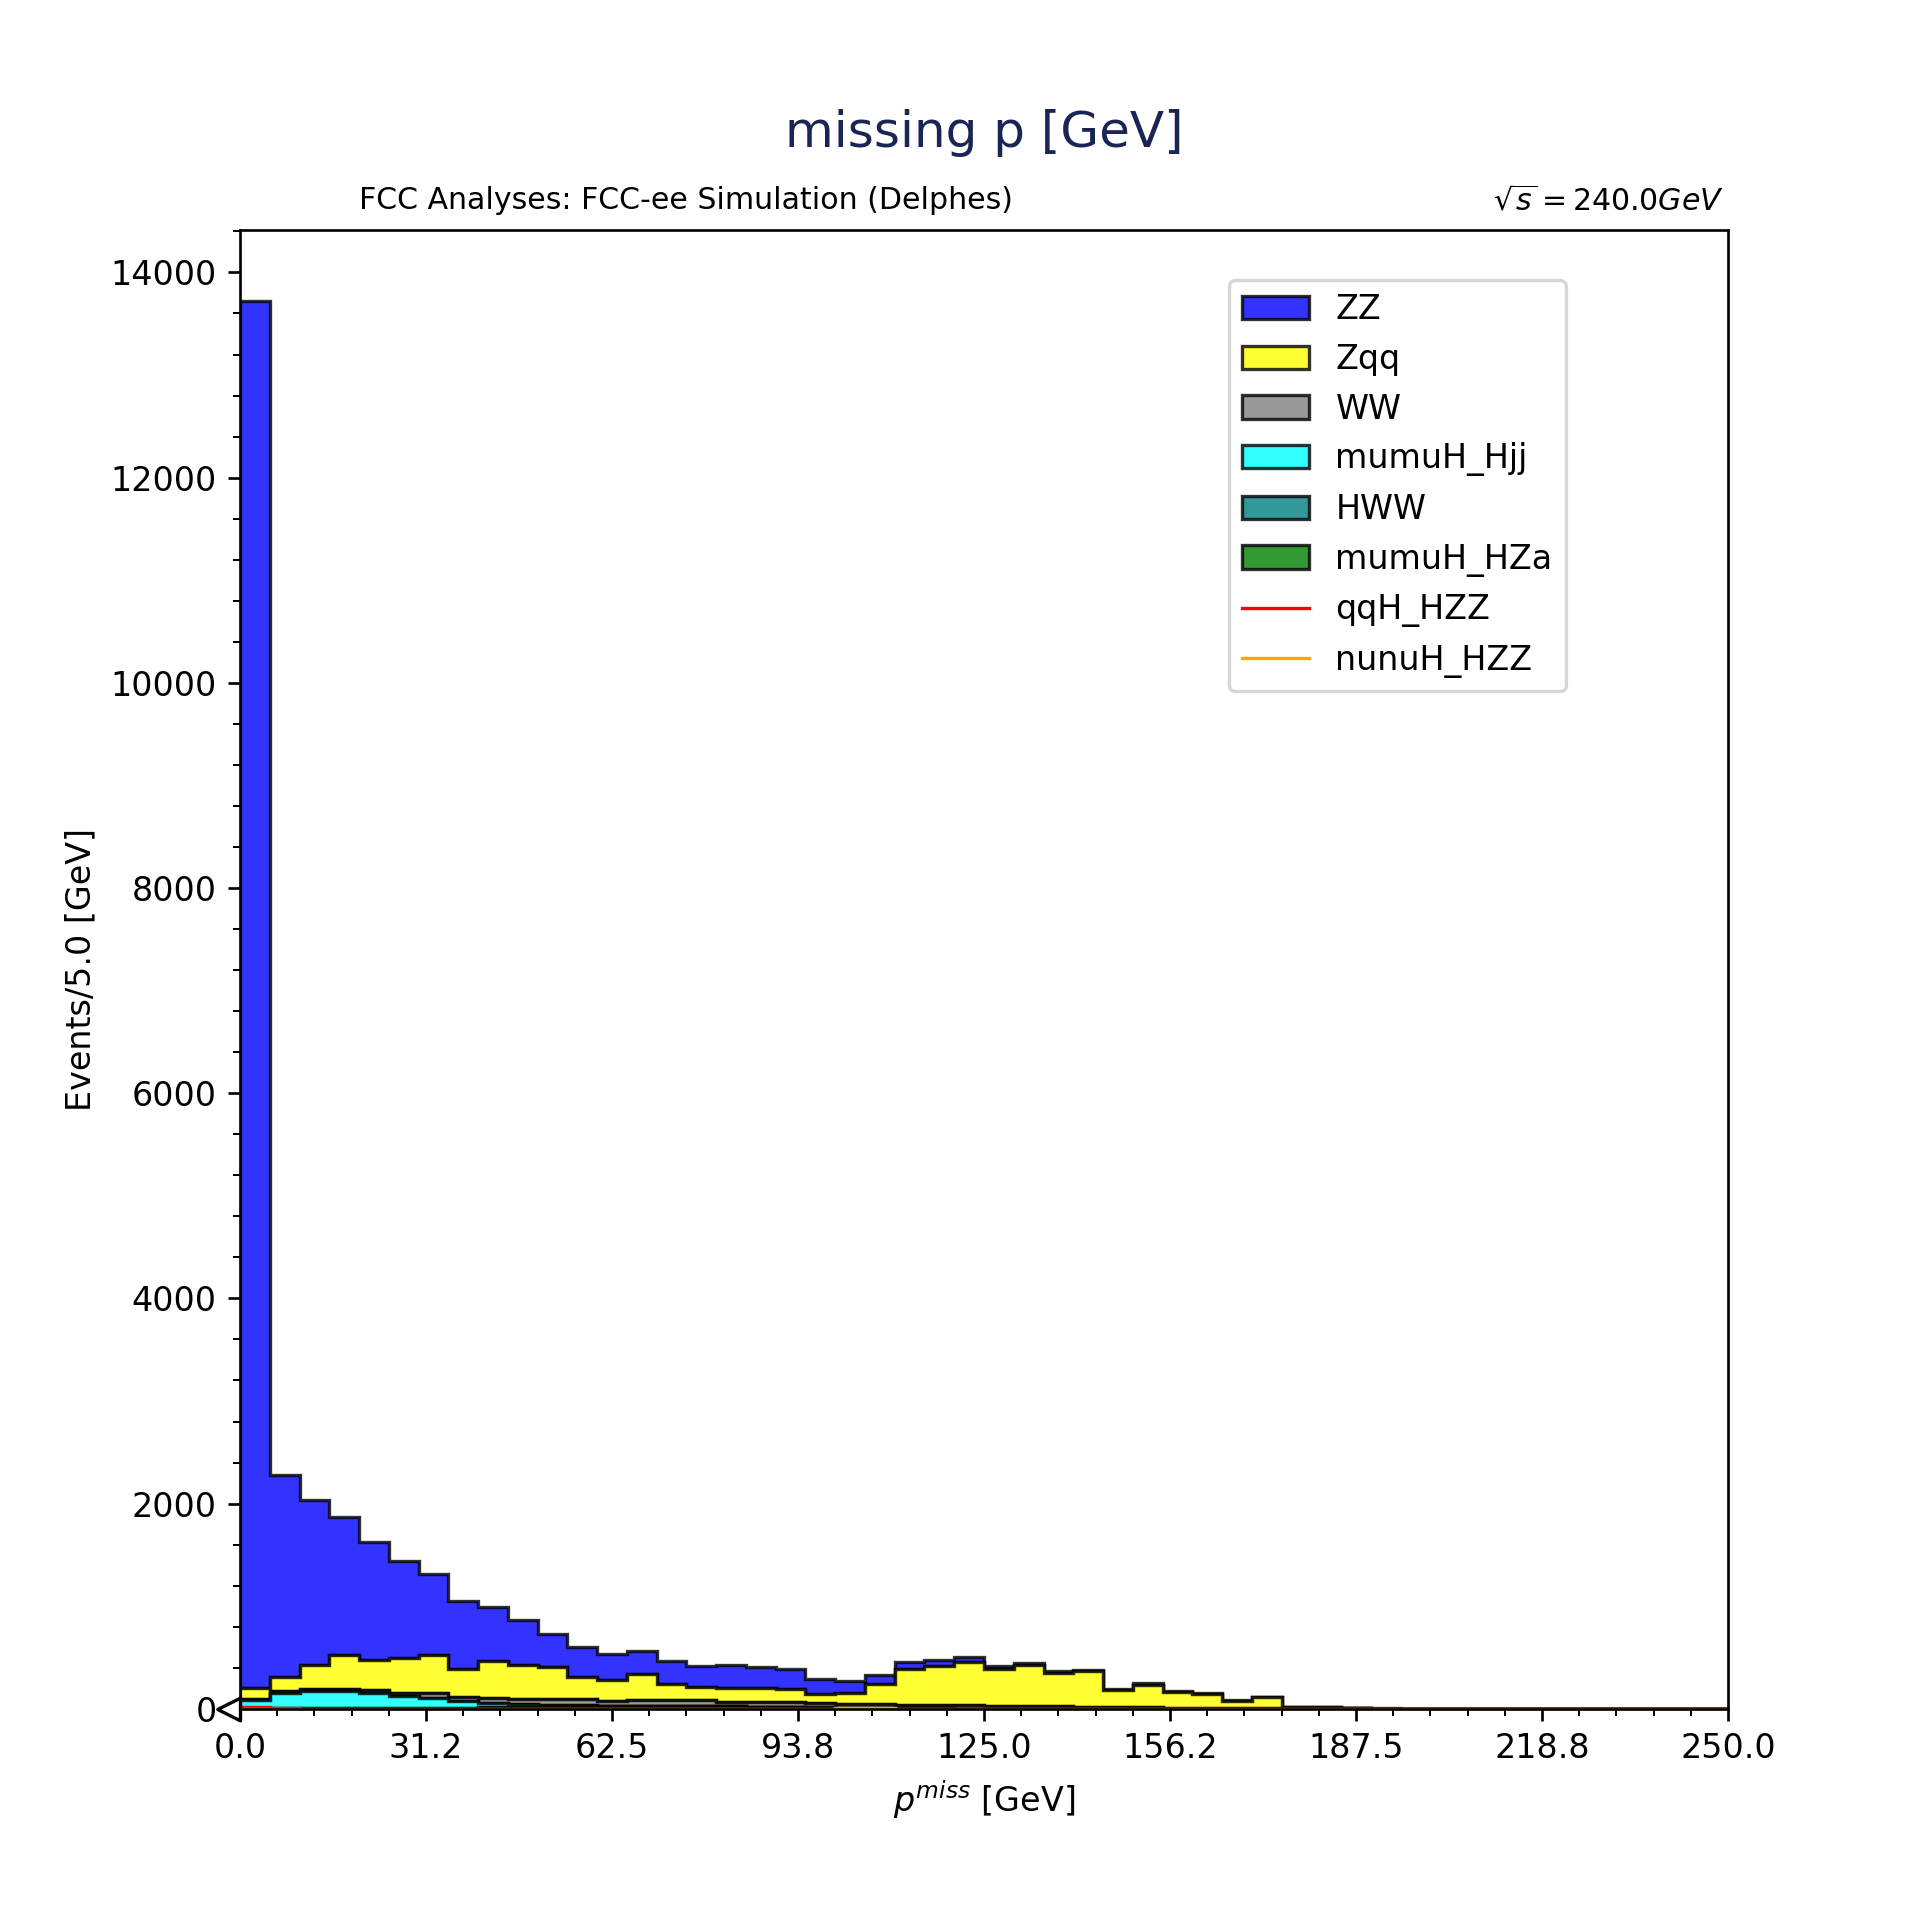 missing p [GeV]
FCC Analyses: FCC-ee Simulation (Delphes)
√s = 240.0GeV
14000
12000
10000
8000
6000
4000
2000
0
Events/5.0 [GeV]
ZZ
Zqq
WW
mumuH_Hjj
HWW
mumuH_HZa
qqH_HZZ
nunuH_HZZ
0.0 31.2 62.5 93.8 125.0 156.2 187.5 218.8 250.0
p^miss [GeV]